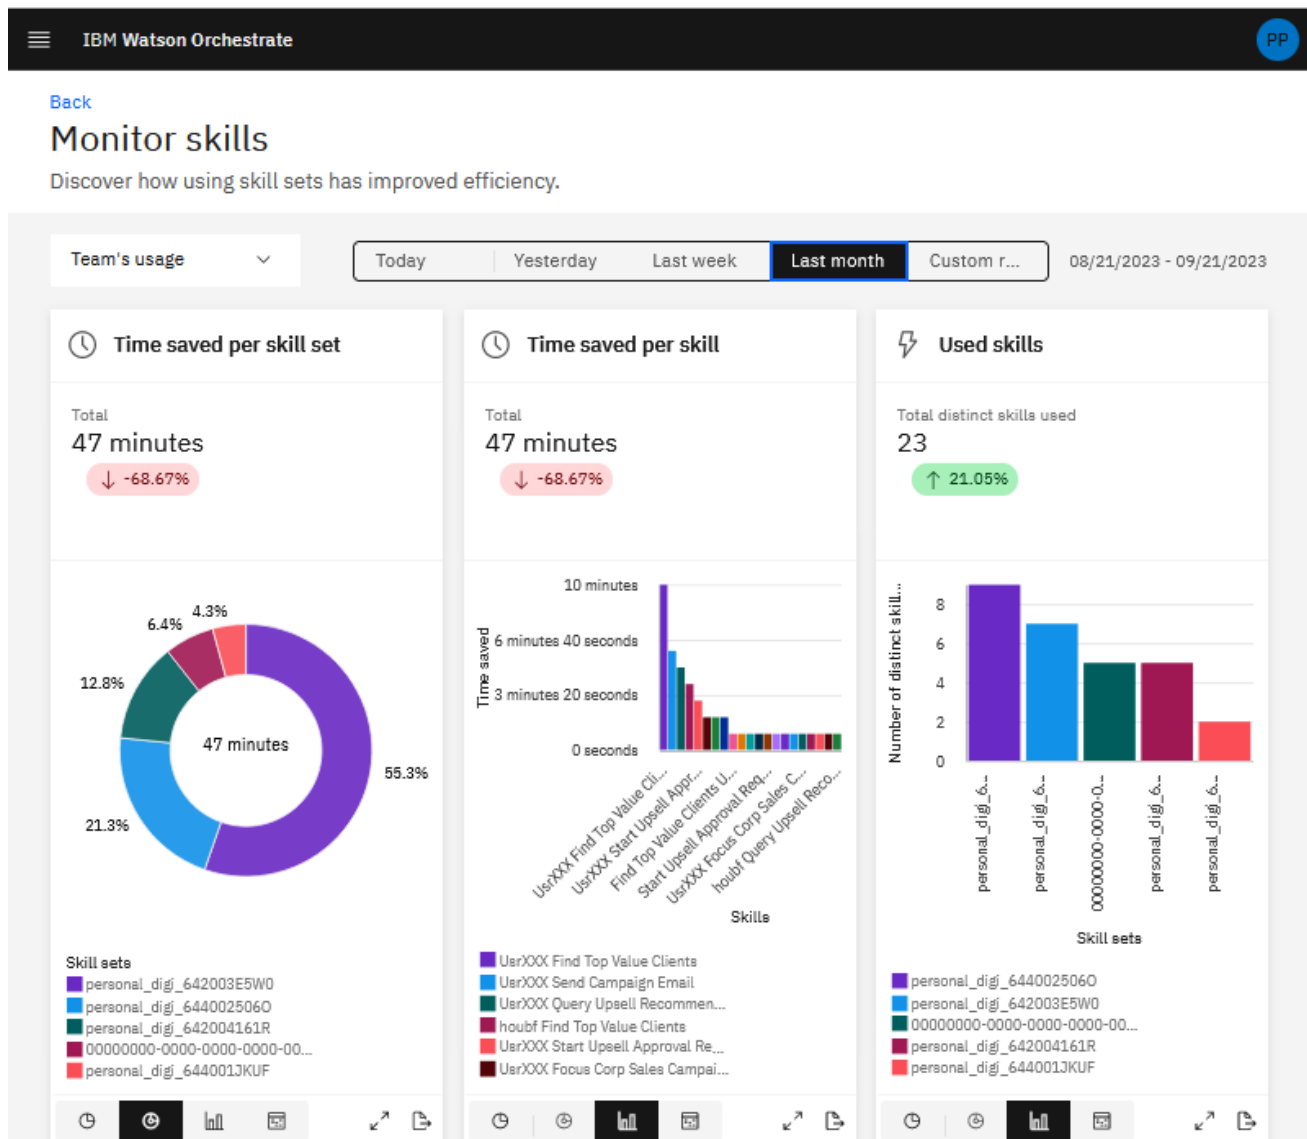 IBM Watson Orchestrate
PP
Back
Monitor skills
Discover how using skill sets has improved efficiency.
Team's usage
Today
Yesterday
Last week
Last month
Custom r...
08/21/2023 - 09/21/2023
Time saved per skill set
Total
47 minutes
-68.67%
4.3%
6.4%
12.8%
47 minutes
55.3%
21.3%
Skill sets
personal_digi_642003E5W0
personal_digi_644002506O
personal_digi_642004161R
00000000-0000-0000-0000-00...
personal_digi_644001JKUF
Time saved per skill
Total
47 minutes
-68.67%
Time saved
10 minutes
6 minutes 40 seconds
3 minutes 20 seconds
0 seconds
UsrXXX Find Top Value Cli...
UsrXXX Start Upsell Appr...
Find Top Value Clients U...
Start Upsell Approval Req...
UsrXXX Focus Corp Sales C...
houbf Query Upsell Reco...
Skills
UsrXXX Find Top Value Clients
UsrXXX Send Campaign Email
UsrXXX Query Upsell Recommen...
houbf Find Top Value Clients
UsrXXX Start Upsell Approval Re...
UsrXXX Focus Corp Sales Campai...
Used skills
Total distinct skills used
23
21.05%
Number of distinct skill...
8
6
4
2
0
personal_digi_6...
personal_digi_6...
00000000-0000-0...
personal_digi_6...
personal_digi_6...
Skill sets
personal_digi_644002506O
personal_digi_642003E5W0
00000000-0000-0000-0000-00...
personal_digi_642004161R
personal_digi_644001JKUF